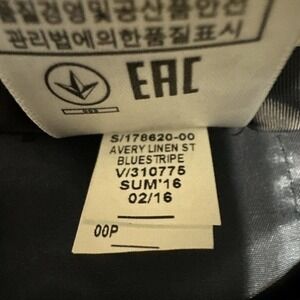 품질경영및공산품안전
관리법에의한품질표시
EAC
S/178620-00
AVERY LINEN ST
BLUESTRIPE
V/310775
SUM'16
02/16
00P